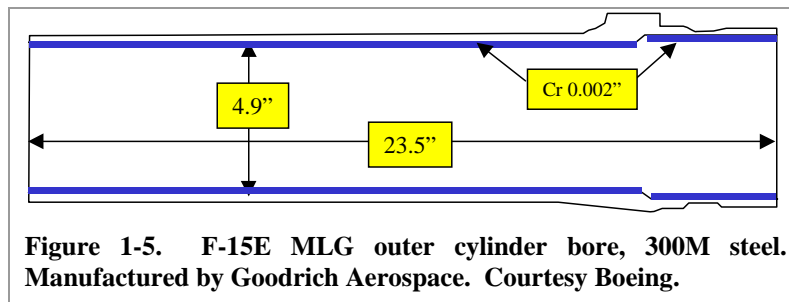 Cr 0.002”
4.9”
23.5”
Figure 1-5. F-15E MLG outer cylinder bore, 300M steel.
Manufactured by Goodrich Aerospace. Courtesy Boeing.